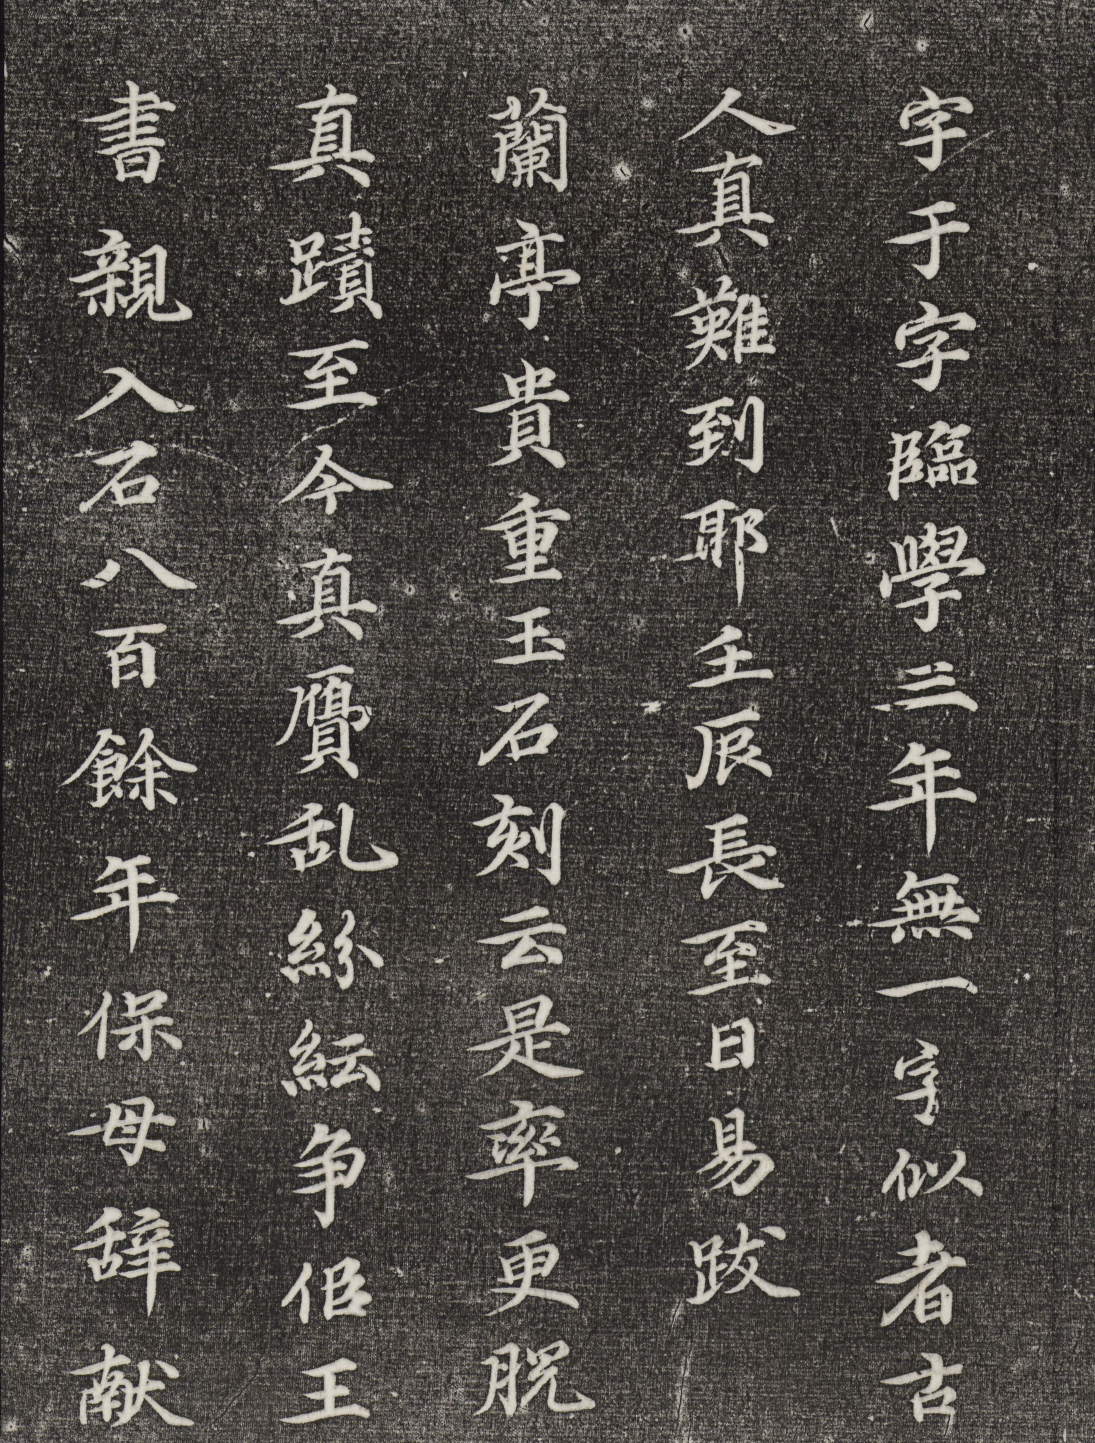 字于字臨學三年無一字似者古
人真難到耶壬辰長至日易跋
蘭亭貴重玉石刻云是率更脱
真蹟至今真贋乱紛紜争佀王
書親入石八百餘年保母辞献